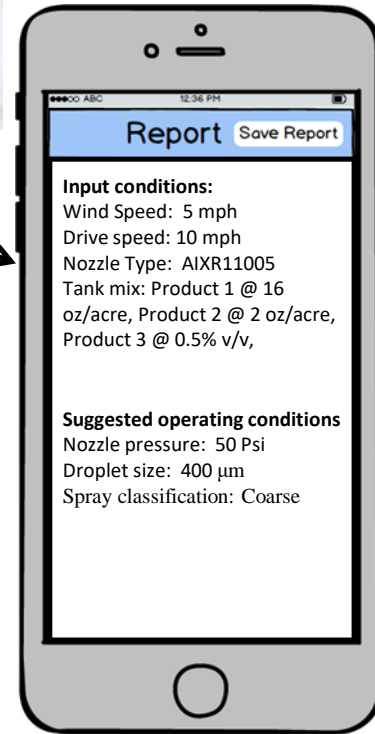 ABC 12:36 PM
Report Save Report
Input conditions:
Wind Speed: 5 mph
Drive speed: 10 mph
Nozzle Type: AIXR11005
Tank mix: Product 1 @ 16
oz/acre, Product 2 @ 2 oz/acre,
Product 3 @ 0.5% v/v,
Suggested operating conditions
Nozzle pressure: 50 Psi
Droplet size: 400 μm
Spray classification: Coarse